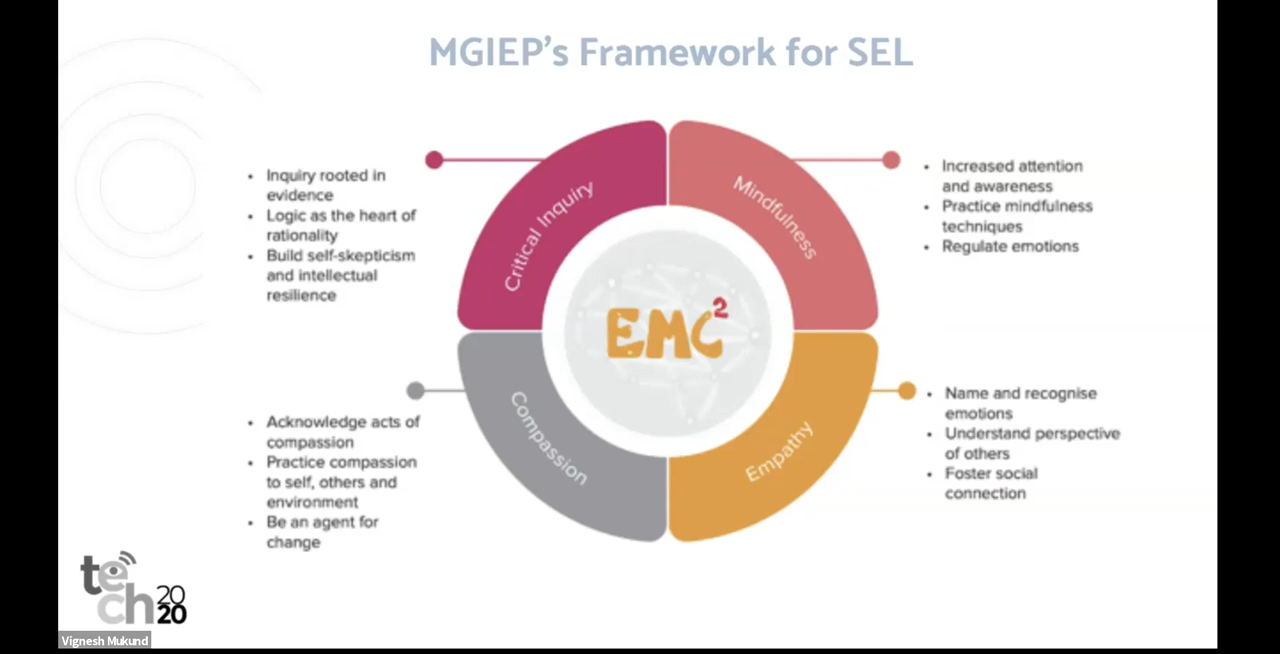 MGIEP's Framework for SEL
Critical Inquiry
• Inquiry rooted in
evidence
• Logic as the heart of
rationality
• Build self-skepticism
and intellectual
resilience
Mindfulness
• Increased attention
and awareness
• Practice mindfulness
techniques
• Regulate emotions
EMC²
Compassion
• Acknowledge acts of
compassion
• Practice compassion
to self, others and
environment
• Be an agent for
change
Empathy
• Name and recognise
emotions
• Understand perspective
of others
• Foster social
connection
tech
2020
Vignesh Mukund